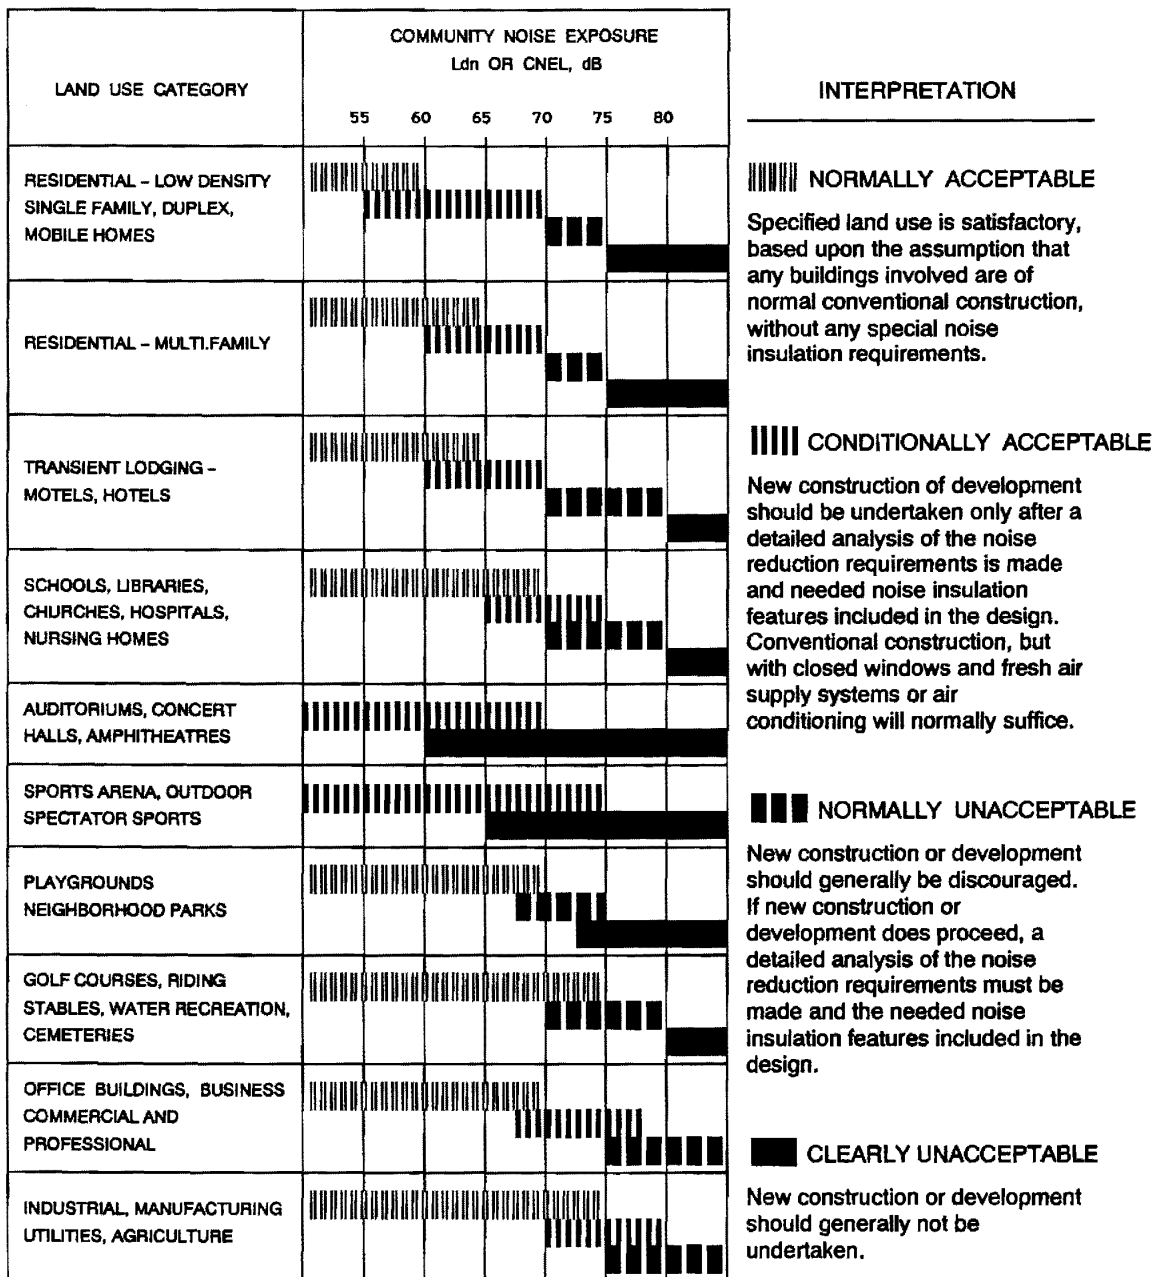 COMMUNITY NOISE EXPOSURE
Ldn OR CNEL, dB
LAND USE CATEGORY
55 60 65 70 75 80
RESIDENTIAL – LOW DENSITY
SINGLE FAMILY, DUPLEX,
MOBILE HOMES
RESIDENTIAL – MULTI.FAMILY
TRANSIENT LODGING –
MOTELS, HOTELS
SCHOOLS, LIBRARIES,
CHURCHES, HOSPITALS,
NURSING HOMES
AUDITORIUMS, CONCERT
HALLS, AMPHITHEATRES
SPORTS ARENA, OUTDOOR
SPECTATOR SPORTS
PLAYGROUNDS
NEIGHBORHOOD PARKS
GOLF COURSES, RIDING
STABLES, WATER RECREATION,
CEMETERIES
OFFICE BUILDINGS, BUSINESS
COMMERCIAL AND
PROFESSIONAL
INDUSTRIAL, MANUFACTURING
UTILITIES, AGRICULTURE
INTERPRETATION
NORMALLY ACCEPTABLE
Specified land use is satisfactory,
based upon the assumption that
any buildings involved are of
normal conventional construction,
without any special noise
insulation requirements.
CONDITIONALLY ACCEPTABLE
New construction of development
should be undertaken only after a
detailed analysis of the noise
reduction requirements is made
and needed noise insulation
features included in the design.
Conventional construction, but
with closed windows and fresh air
supply systems or air
conditioning will normally suffice.
NORMALLY UNACCEPTABLE
New construction or development
should generally be discouraged.
If new construction or
development does proceed, a
detailed analysis of the noise
reduction requirements must be
made and the needed noise
insulation features included in the
design.
CLEARLY UNACCEPTABLE
New construction or development
should generally not be
undertaken.